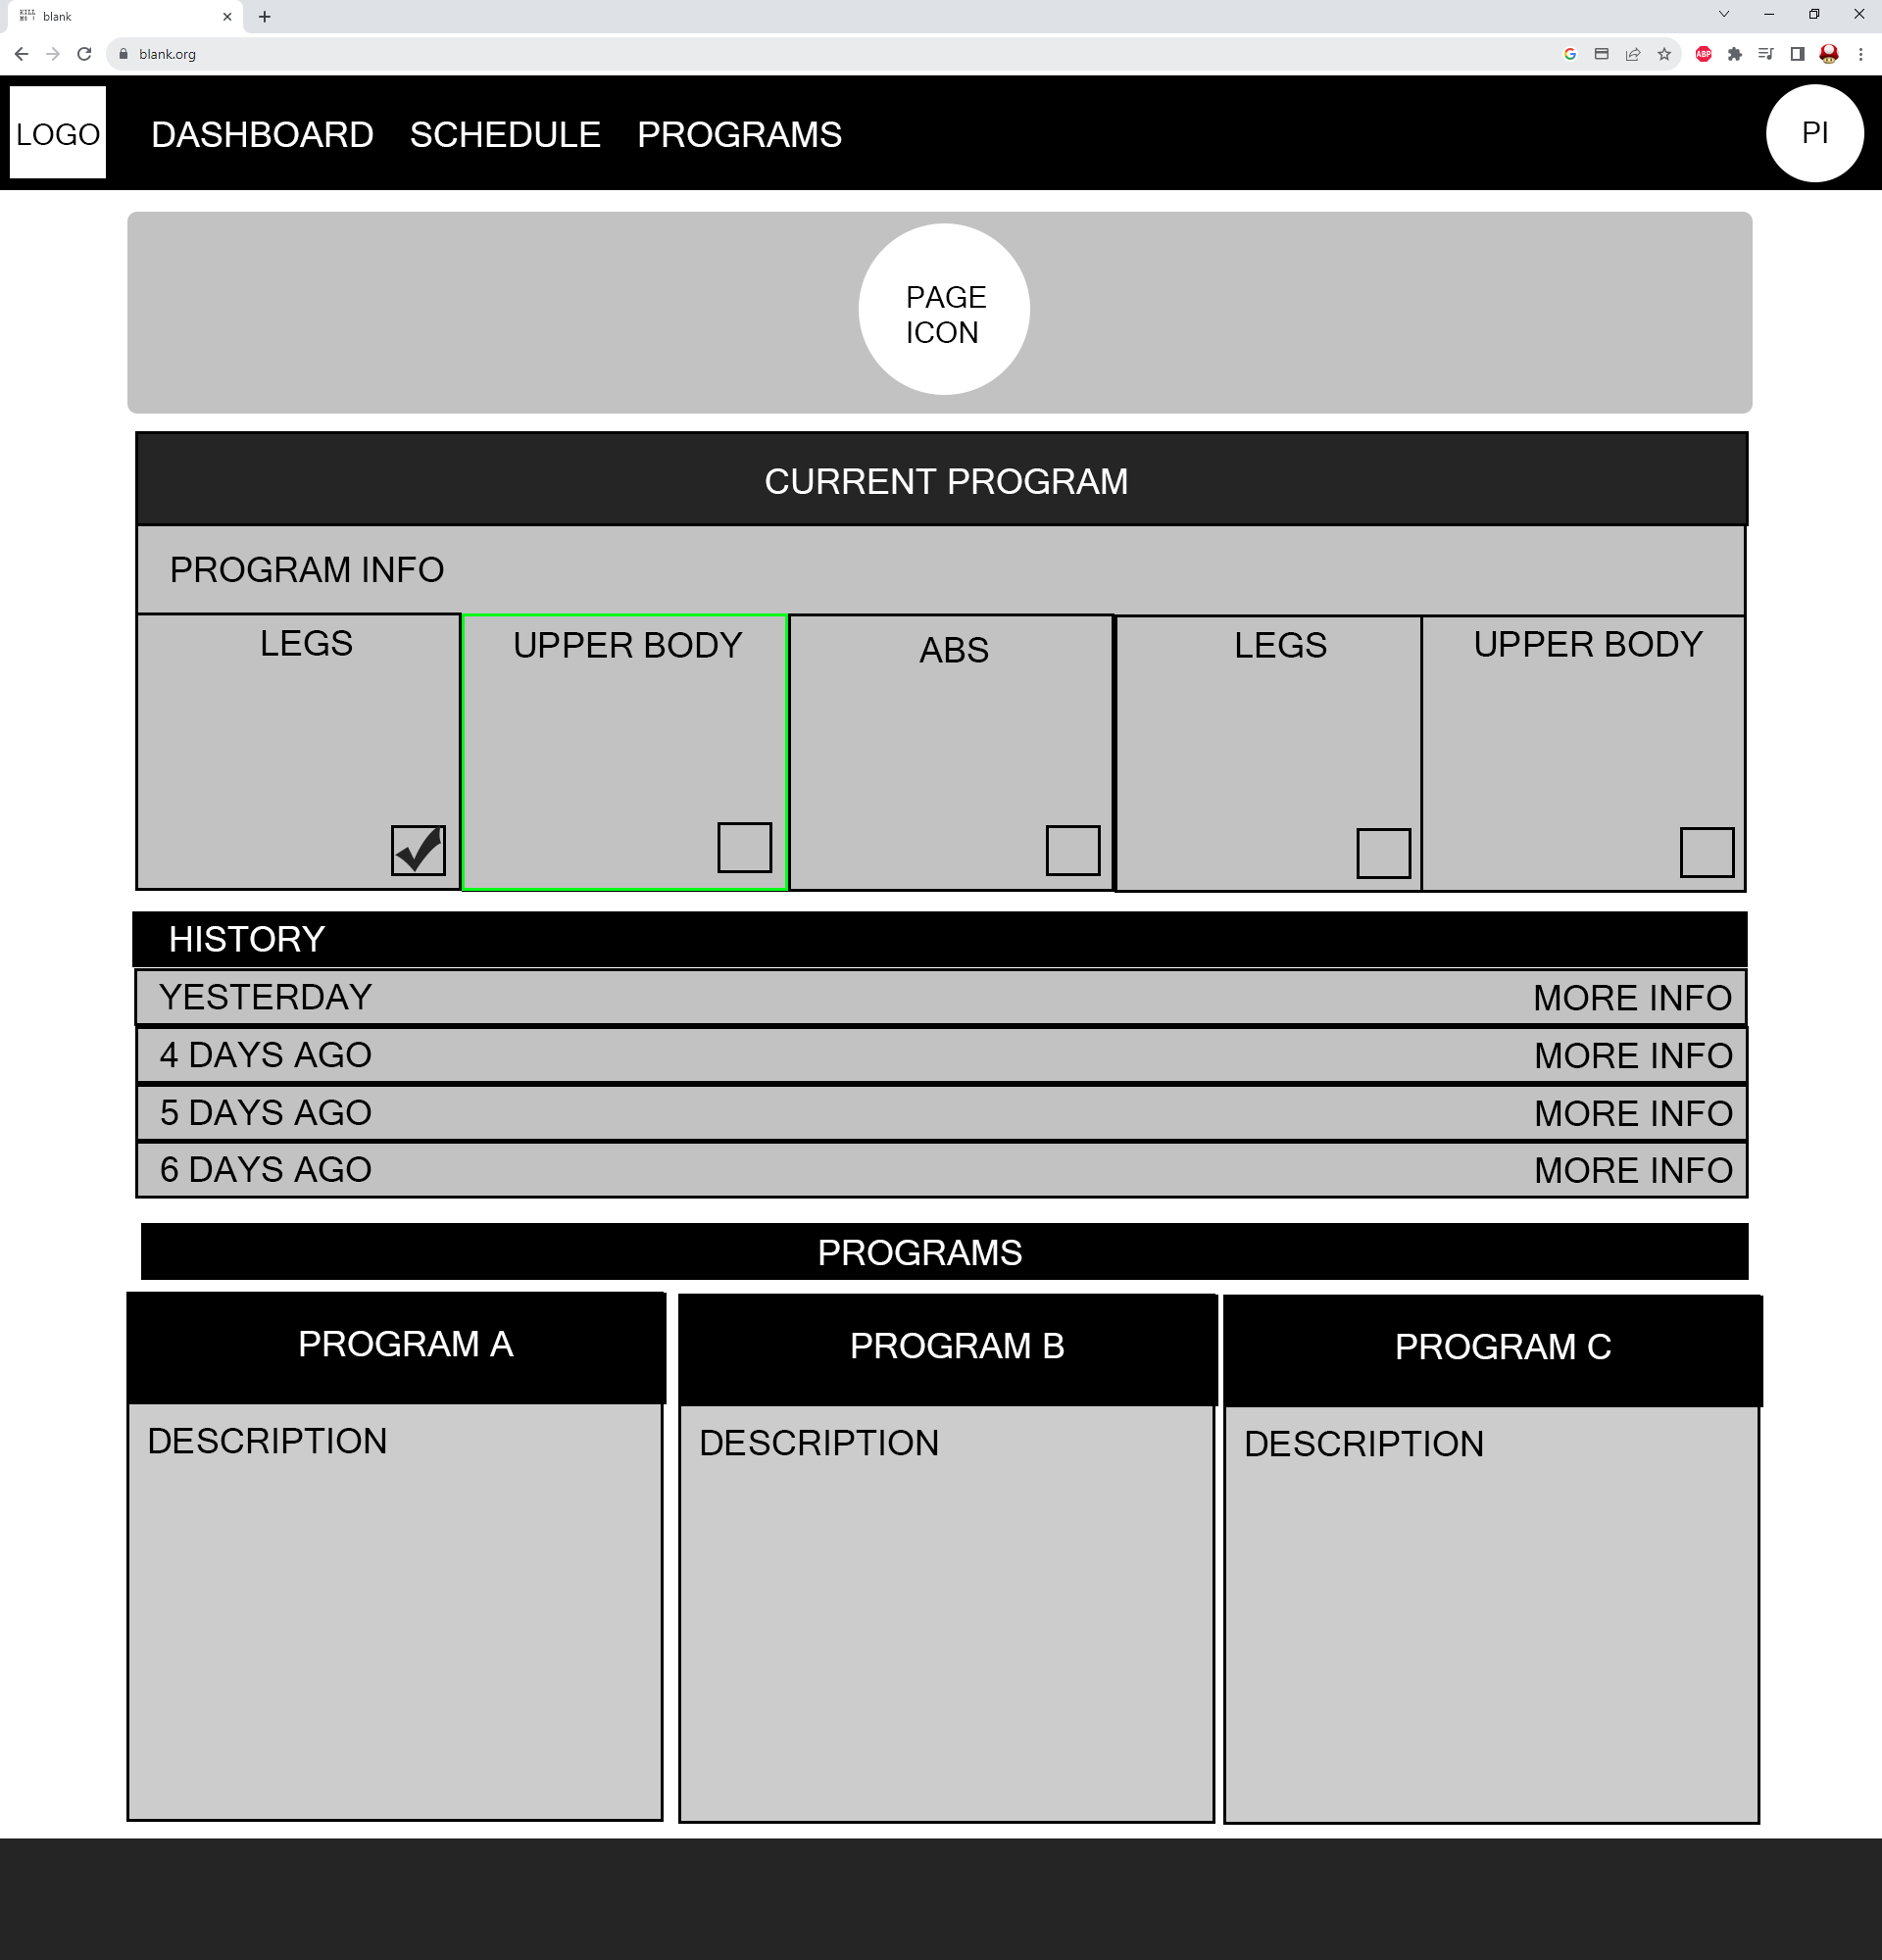 blank
blank.org
ABP
LOGO
DASHBOARD
SCHEDULE
PROGRAMS
PI
PAGE
ICON
CURRENT PROGRAM
PROGRAM INFO
LEGS
UPPER BODY
ABS
LEGS
UPPER BODY
HISTORY
YESTERDAY
MORE INFO
4 DAYS AGO
MORE INFO
5 DAYS AGO
MORE INFO
6 DAYS AGO
MORE INFO
PROGRAMS
PROGRAM A
PROGRAM B
PROGRAM C
DESCRIPTION
DESCRIPTION
DESCRIPTION